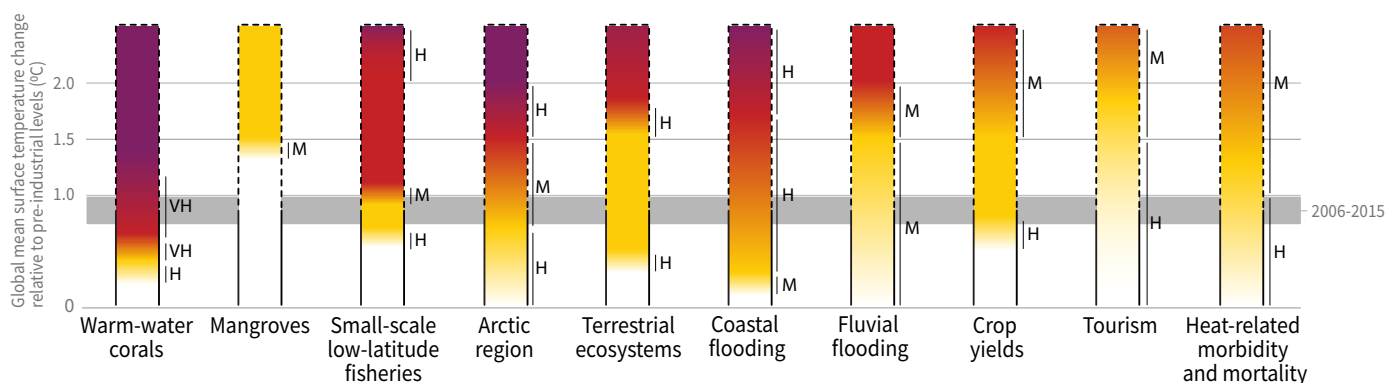 Global mean surface temperature change
relative to pre-industrial levels (ºC)
2.0
1.5
1.0
0
VH
VH
H
M
H
M
H
H
M
H
H
H
H
H
M
M
M
M
H
M
H
M
H
2006-2015
Warm-water
corals
Mangroves
Small-scale
low-latitude
fisheries
Arctic
region
Terrestrial
ecosystems
Coastal
flooding
Fluvial
flooding
Crop
yields
Tourism
Heat-related
morbidity
and mortality